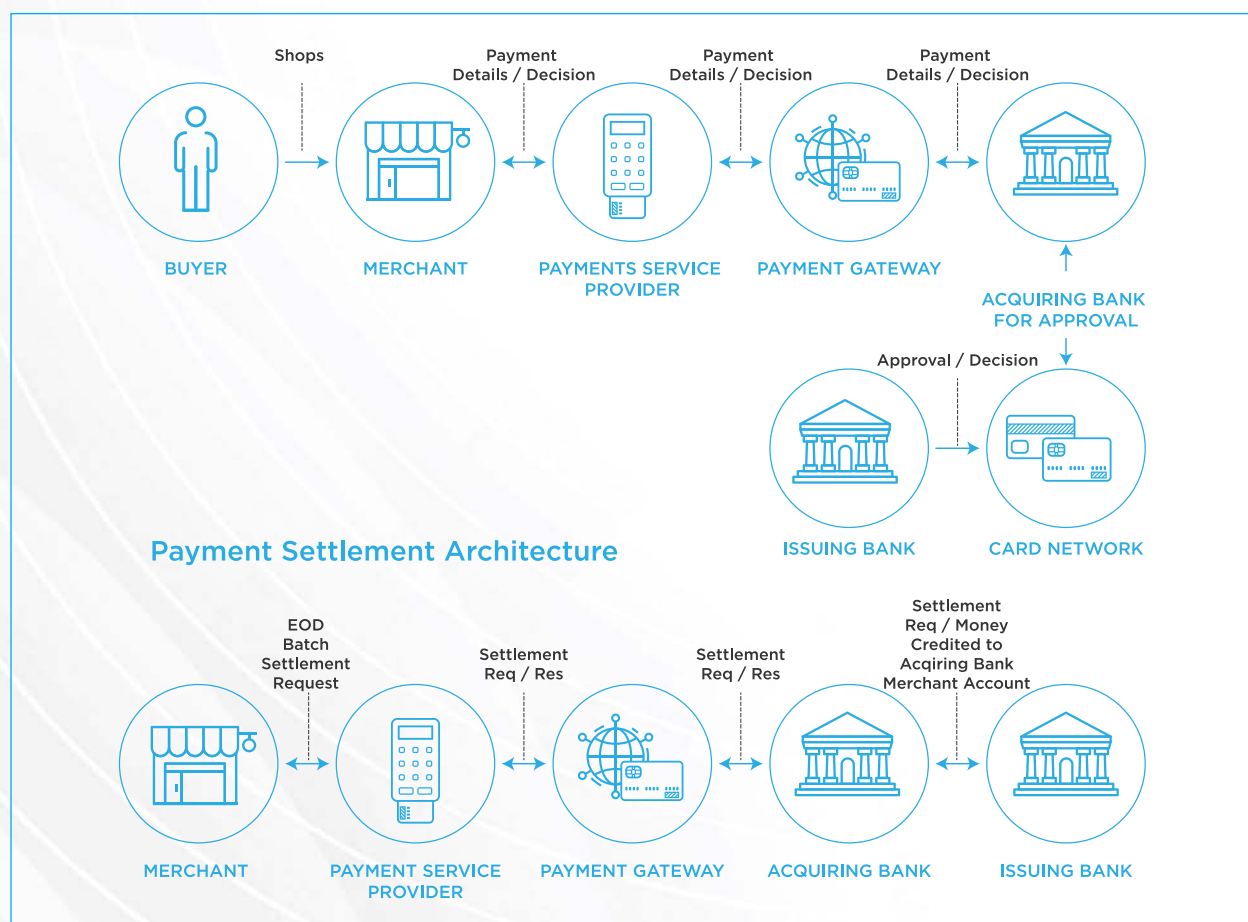 Shops
Payment
Details / Decision
Payment
Details / Decision
Payment
Details / Decision
BUYER
MERCHANT
PAYMENTS SERVICE
PROVIDER
PAYMENT GATEWAY
ACQUIRING BANK
FOR APPROVAL
Approval / Decision
ISSUING BANK
CARD NETWORK
Payment Settlement Architecture
EOD
Batch
Settlement
Request
Settlement
Req / Res
Settlement
Req / Res
Settlement
Req / Money
Credited to
Acqiring Bank
Merchant Account
MERCHANT
PAYMENT SERVICE
PROVIDER
PAYMENT GATEWAY
ACQUIRING BANK
ISSUING BANK